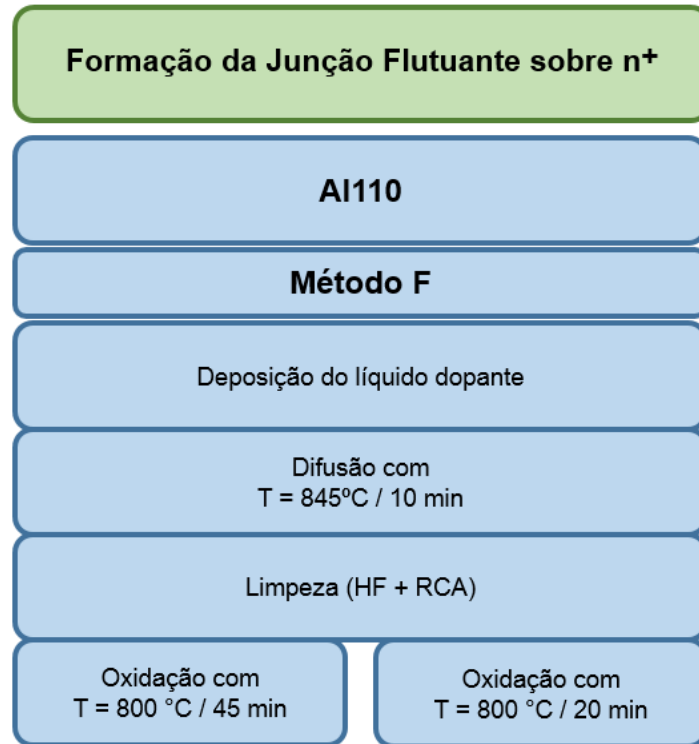 Formação da Junção Flutuante sobre n⁺
Al110
Método F
Deposição do líquido dopante
Difusão com
T = 845ºC / 10 min
Limpeza (HF + RCA)
Oxidação com
T = 800 °C / 45 min
Oxidação com
T = 800 °C / 20 min